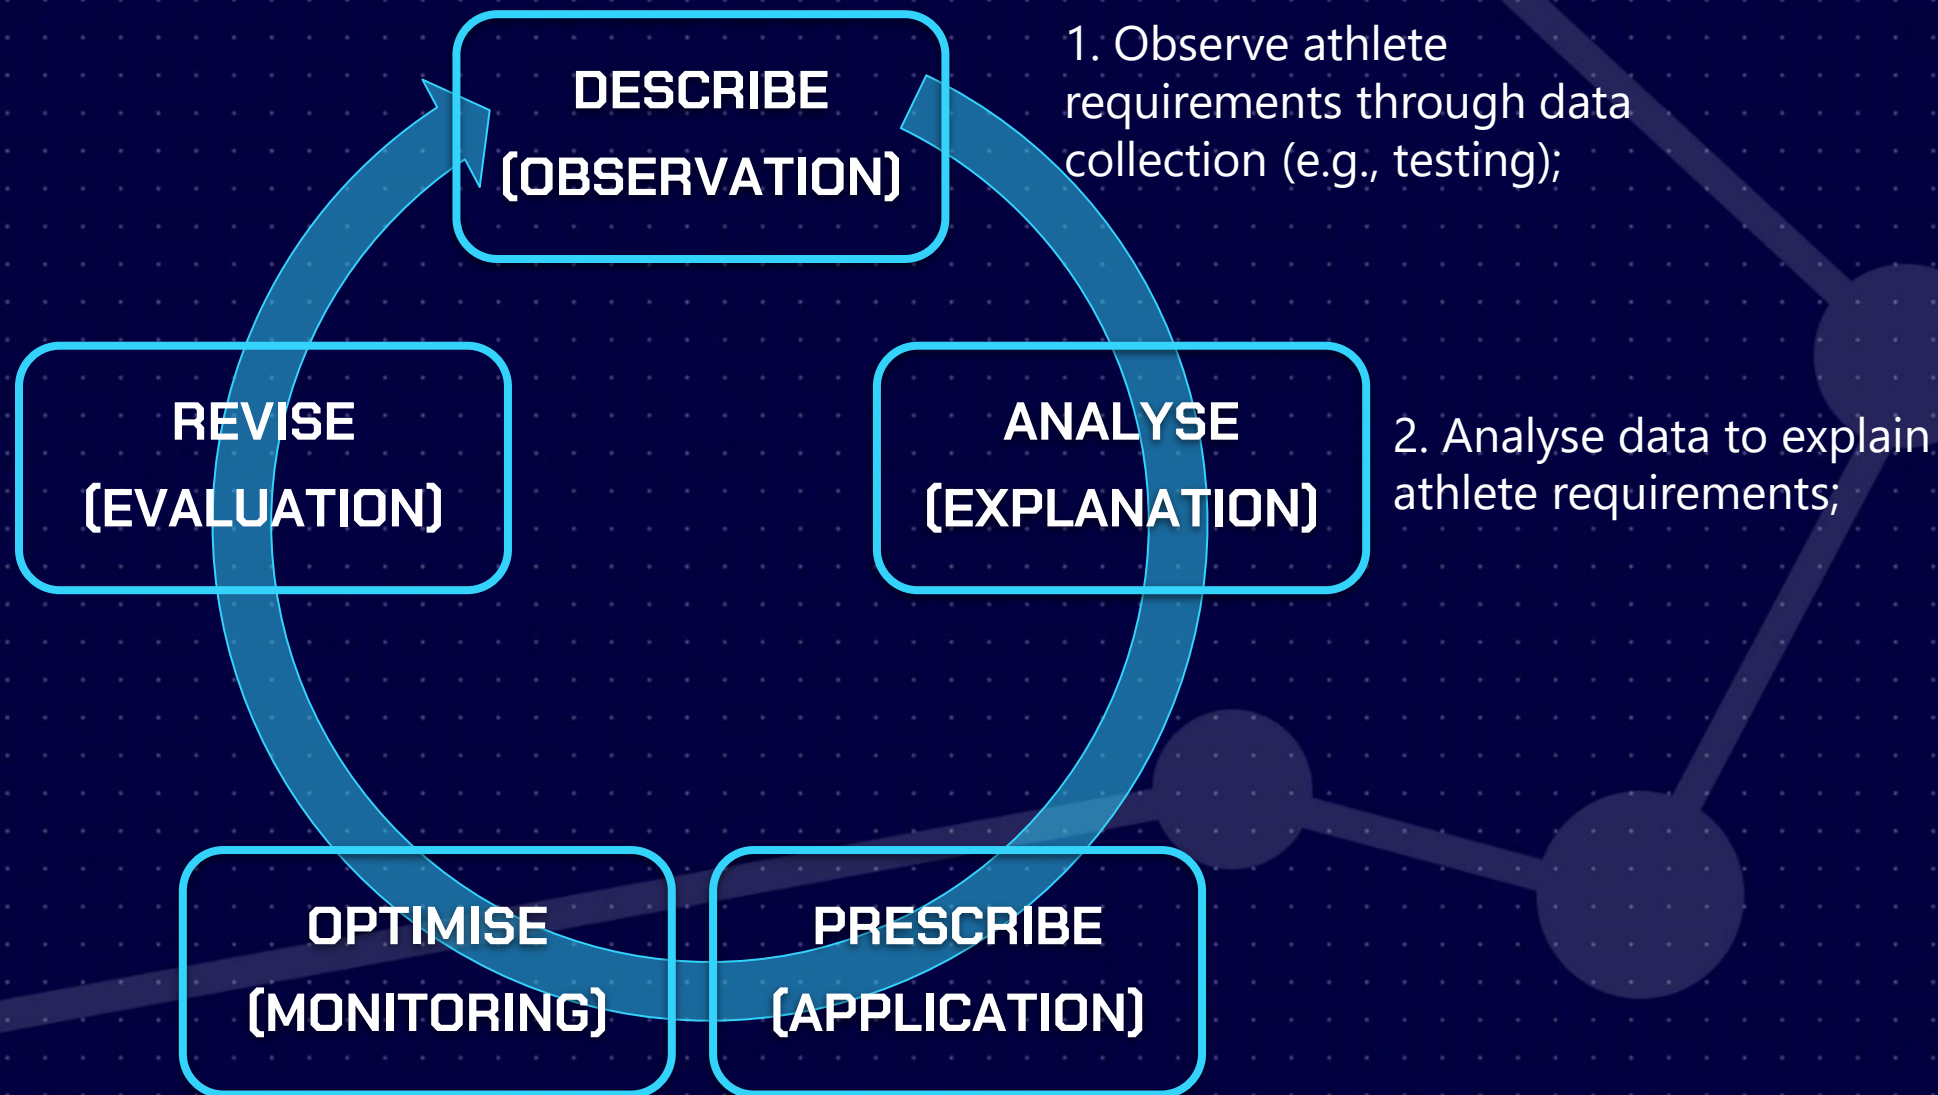 DESCRIBE
(OBSERVATION)
1. Observe athlete
requirements through data
collection (e.g., testing);
REVISE
(EVALUATION)
ANALYSE
(EXPLANATION)
2. Analyse data to explain
athlete requirements;
OPTIMISE
(MONITORING)
PRESCRIBE
(APPLICATION)